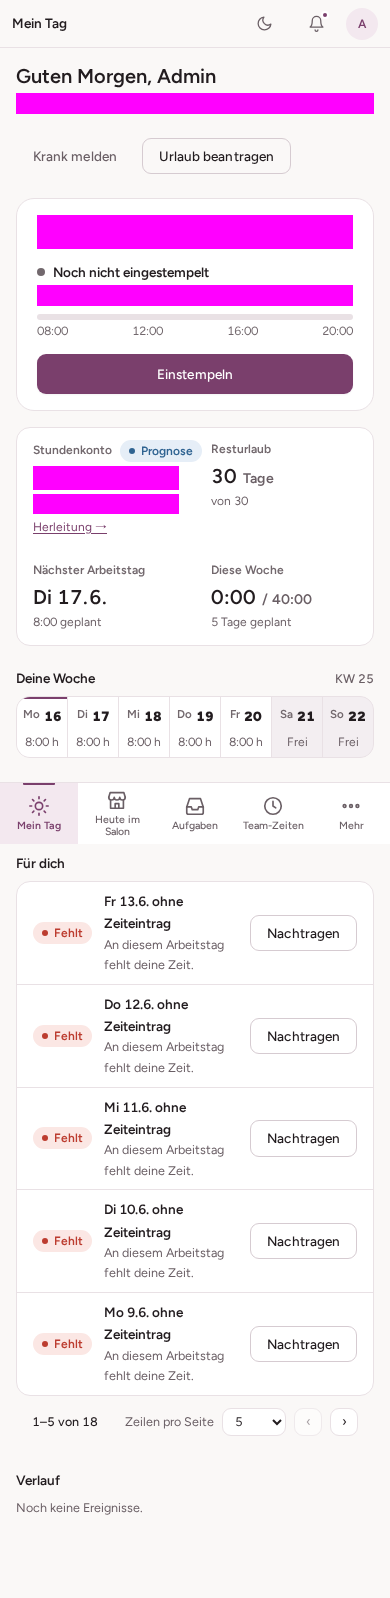 Mein Tag
A
Guten Morgen, Admin
Krank melden
Urlaub beantragen
Noch nicht eingestempelt
08:00 12:00 16:00 20:00
Einstempeln
Stundenkonto
Prognose
Herleitung →
Resturlaub
30 Tage
von 30
Nächster Arbeitstag
Di 17.6.
8:00 geplant
Diese Woche
0:00 / 40:00
5 Tage geplant
Deine Woche
KW 25
Mo 16
8:00 h
Di 17
8:00 h
Mi 18
8:00 h
Do 19
8:00 h
Fr 20
8:00 h
Sa 21
Frei
So 22
Frei
Mein Tag
Heute im
Salon
Aufgaben
Team-Zeiten
Mehr
Für dich
Fehlt
Fr 13.6. ohne
Zeiteintrag
An diesem Arbeitstag
fehlt deine Zeit.
Nachtragen
Fehlt
Do 12.6. ohne
Zeiteintrag
An diesem Arbeitstag
fehlt deine Zeit.
Nachtragen
Fehlt
Mi 11.6. ohne
Zeiteintrag
An diesem Arbeitstag
fehlt deine Zeit.
Nachtragen
Fehlt
Di 10.6. ohne
Zeiteintrag
An diesem Arbeitstag
fehlt deine Zeit.
Nachtragen
Fehlt
Mo 9.6. ohne
Zeiteintrag
An diesem Arbeitstag
fehlt deine Zeit.
Nachtragen
1–5 von 18
Zeilen pro Seite
5
‹
›
Verlauf
Noch keine Ereignisse.